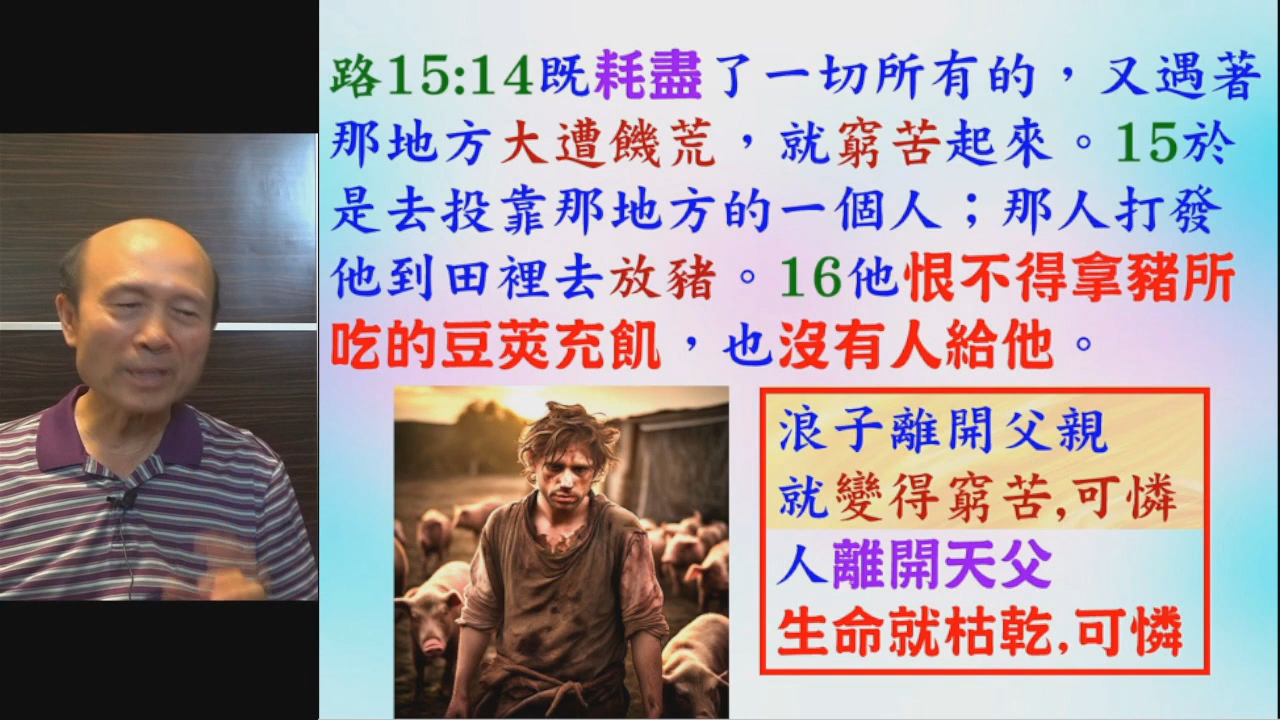 路15:14既耗盡了一切所有的，又遇著
那地方大遭饑荒，就窮苦起來。15於
是去投靠那地方的一個人；那人打發
他到田裡去放豬。16他恨不得拿豬所
吃的豆莢充飢，也沒有人給他。
浪子離開父親
就變得窮苦,可憐
人離開天父
生命就枯乾,可憐